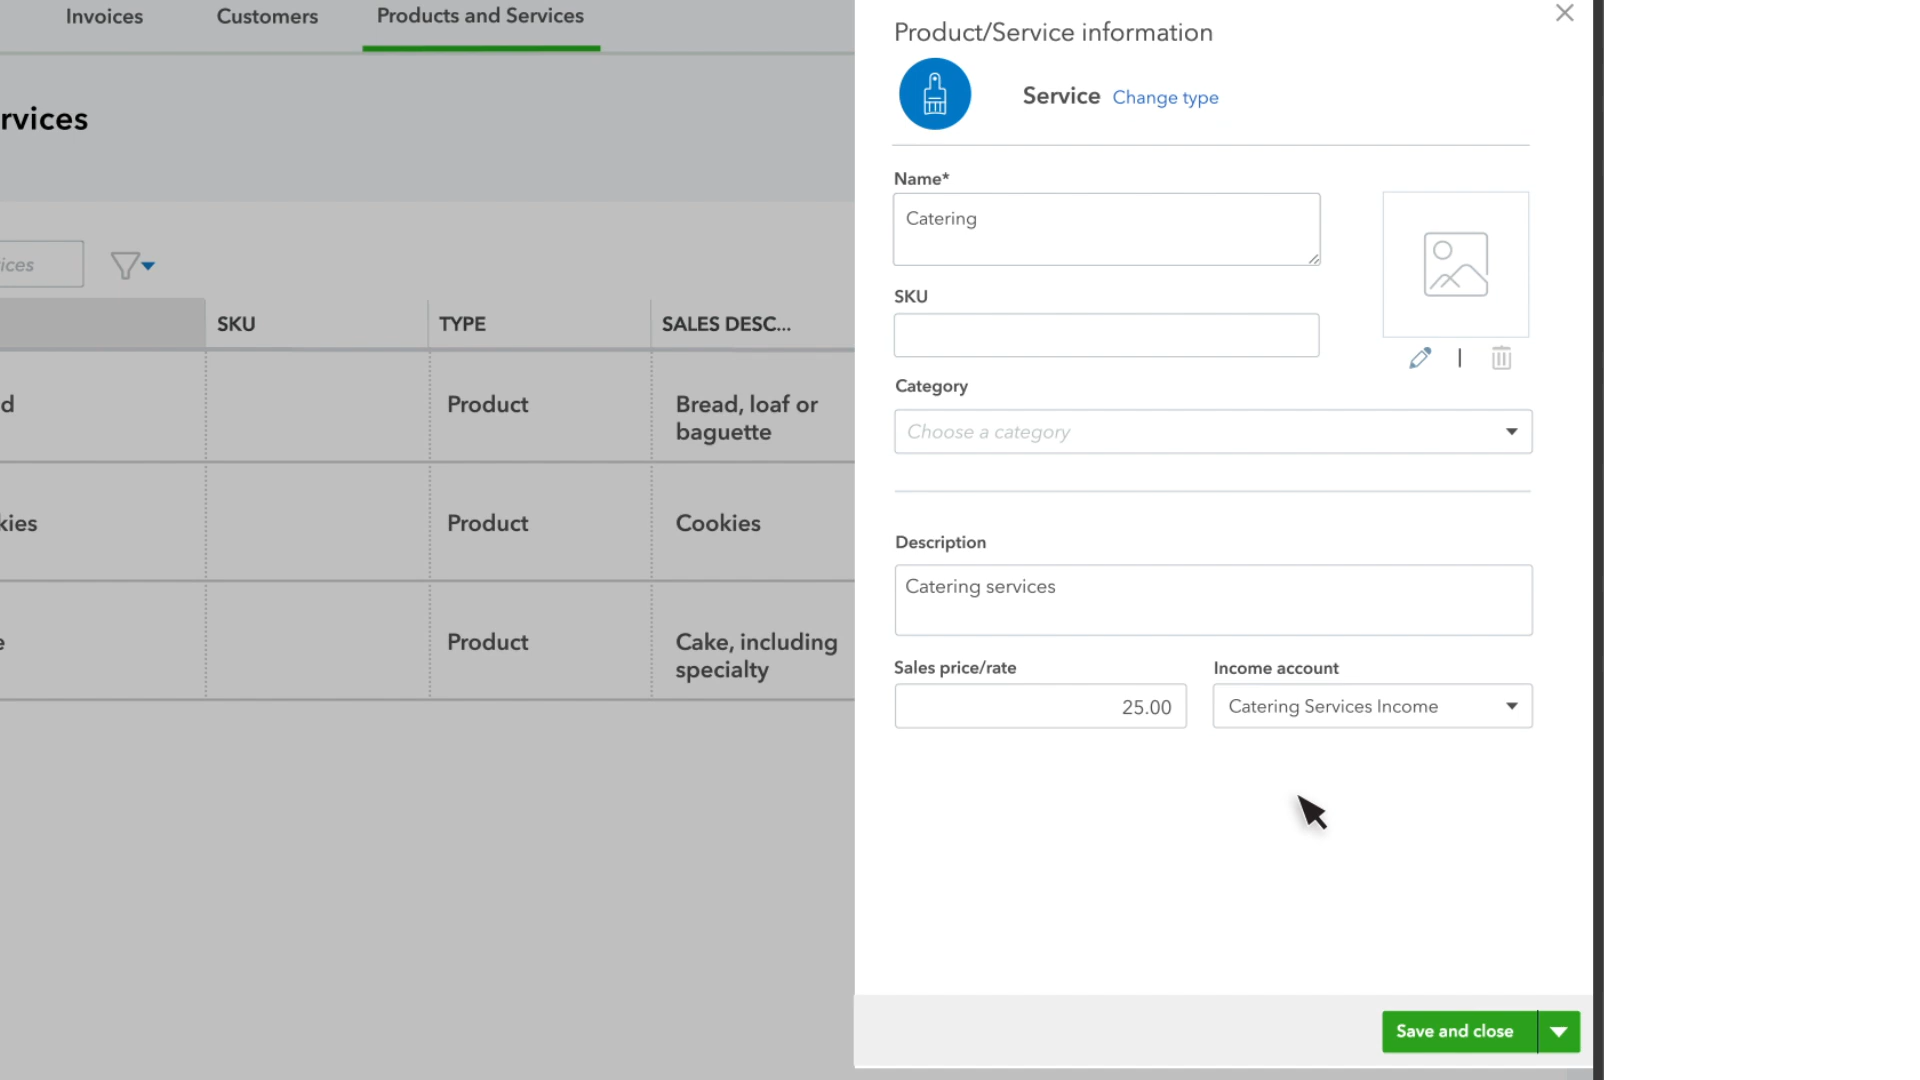 Invoices
Customers
Products and Services
rvices
ices
SKU
TYPE
SALES DESC...
d
Product
Bread, loaf or
baguette
kies
Product
Cookies
e
Product
Cake, including
specialty
Product/Service information
Service Change type
Name*
Catering
SKU
Category
Choose a category
Description
Catering services
Sales price/rate
Income account
25.00
Catering Services Income
Save and close